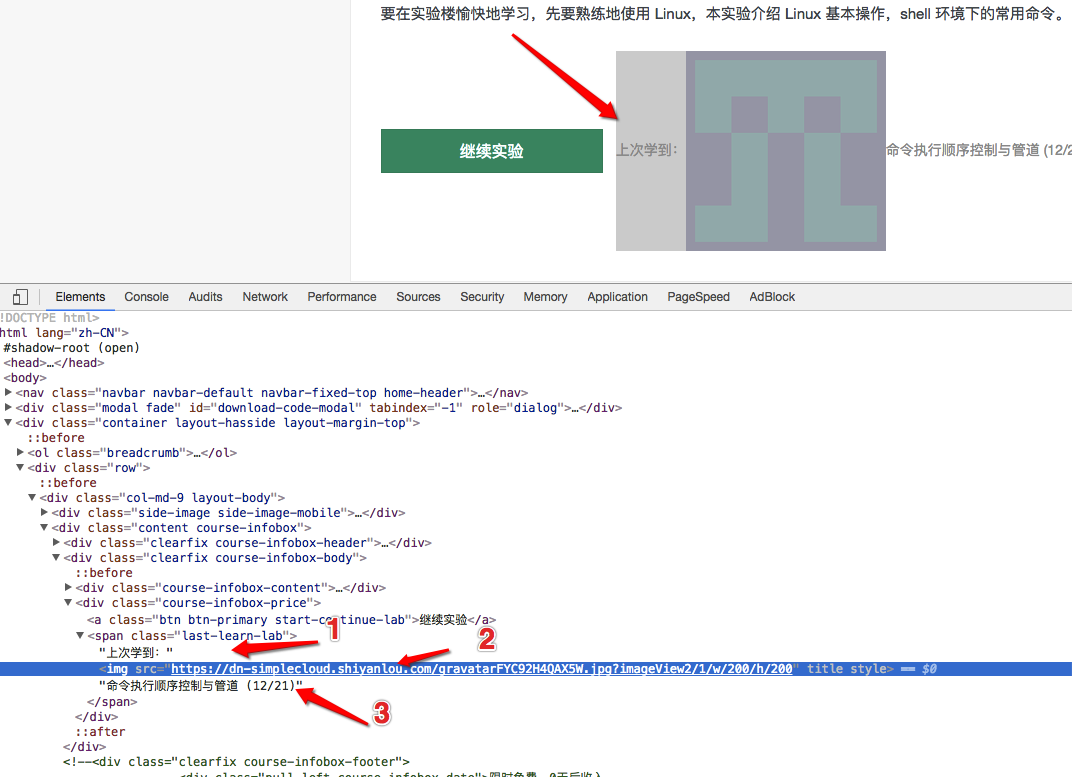 要在实验楼愉快地学习，先要熟练地使用 Linux，本实验介绍 Linux 基本操作，shell 环境下的常用命令。
继续实验 上次学到： 命令执行顺序控制与管道 (12/2
Elements Console Audits Network Performance Sources Security Memory Application PageSpeed AdBlock
!DOCTYPE html>
html lang="zh-CN">
#shadow-root (open)
<head>…</head>
<body>
▶<nav class="navbar navbar-default navbar-fixed-top home-header">…</nav>
▶<div class="modal fade" id="download-code-modal" tabindex="-1" role="dialog">…</div>
▼<div class="container layout-hasside layout-margin-top">
::before
▶<ol class="breadcrumb">…</ol>
▼<div class="row">
::before
▼<div class="col-md-9 layout-body">
▶<div class="side-image side-image-mobile">…</div>
▼<div class="content course-infobox">
▶<div class="clearfix course-infobox-header">…</div>
▼<div class="clearfix course-infobox-body">
::before
▶<div class="course-infobox-content">…</div>
▼<div class="course-infobox-price">
<a class="btn btn-primary start-continue-lab">继续实验</a>
▼<span class="last-learn-lab">
1
"上次学到："
2
<img src="https://dn-simplecloud.shiyanlou.com/gravatarFYC92H4OAX5W.jpg?imageView2/1/w/200/h/200" title style> == $0
"命令执行顺序控制与管道 (12/21)"
</span>
3
</div>
::after
</div>
<!--<div class="clearfix course-infobox-footer">
<div class="pull-left course-infobox-date">限时免费，0天后收入